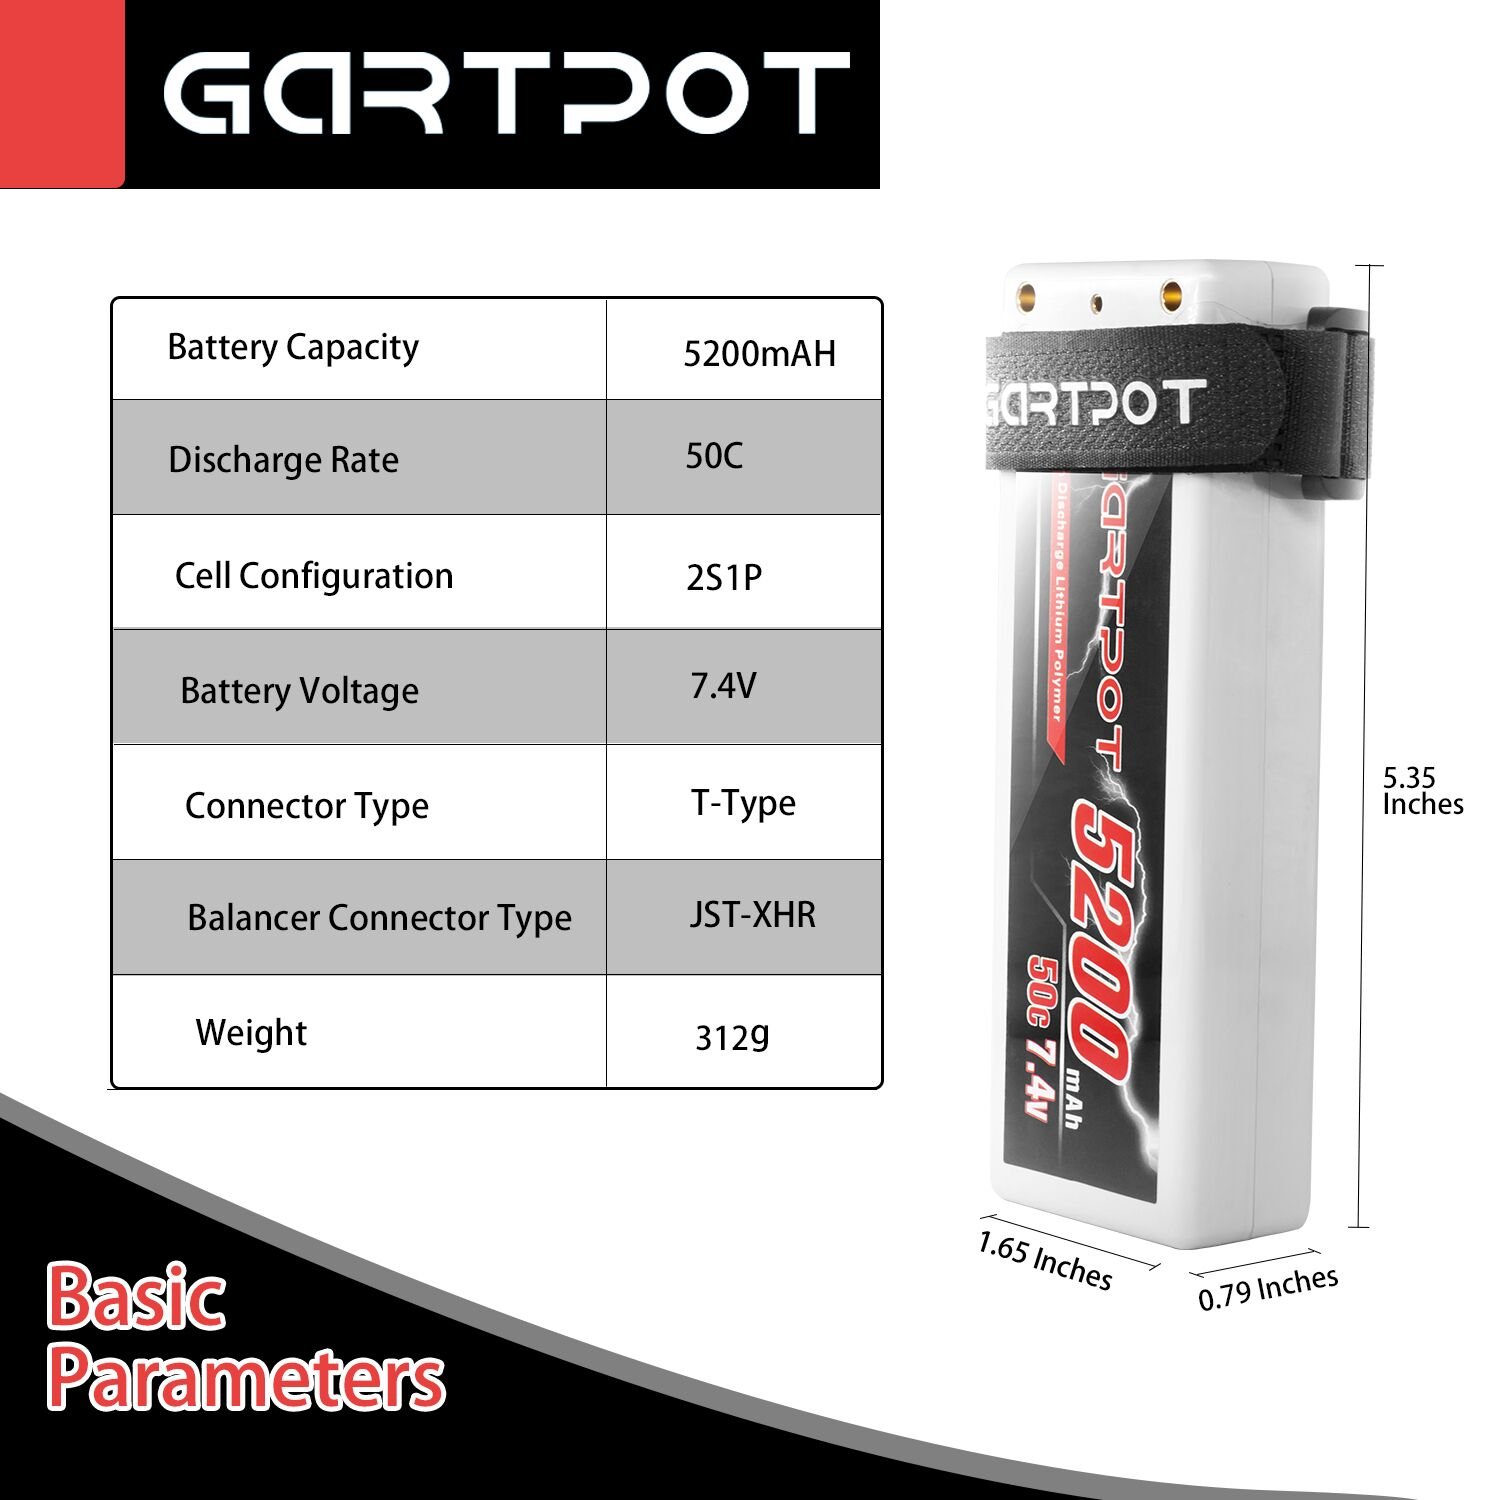 GARTPOT
Battery Capacity 5200mAH
Discharge Rate 50C
Cell Configuration 2S1P
Battery Voltage 7.4V
Connector Type T-Type
Balancer Connector Type JST-XHR
Weight 312g
GARTPOT
GARTPOT
Discharge Lithium Polymer
5200
mAh
50C 7.4V
5.35
Inches
1.65 Inches
0.79 Inches
Basic
Parameters